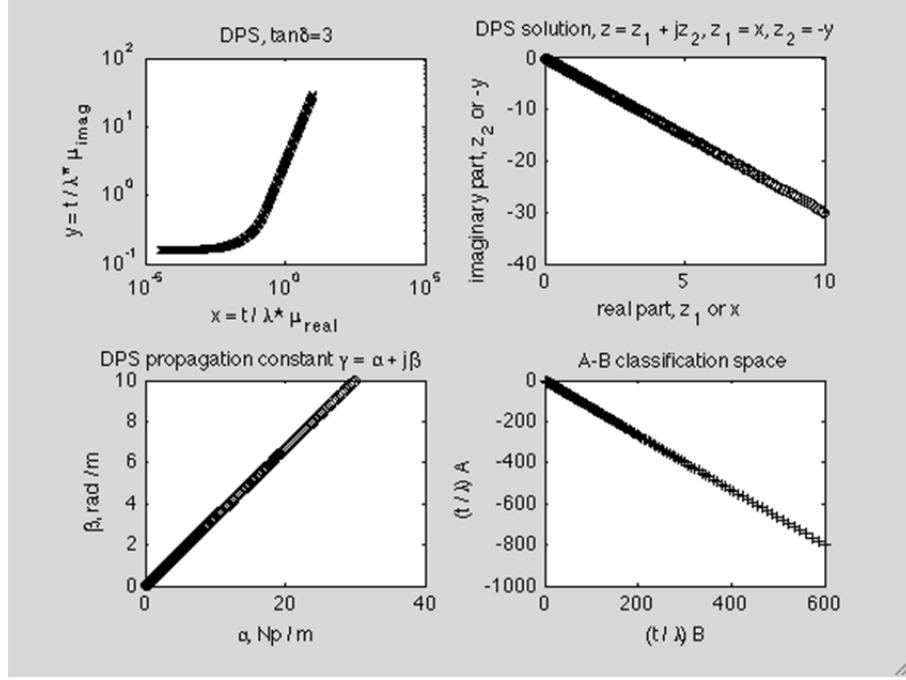 DPS, tanδ=3
10^2
10^1
10^0
10^-1
10^-5
10^0
10^5
y = t / λ* μ_imag
x = t / λ* μ_real
DPS solution, z = z_1 + jz_2, z_1 = x, z_2 = -y
0
-10
-20
-30
-40
0
5
10
imaginary part, z_2 or -y
real part, z_1 or x
DPS propagation constant γ = α + jβ
10
8
6
4
2
0
0
20
40
β, rad / m
α, Np / m
A-B classification space
0
-200
-400
-600
-800
-1000
0
200
400
600
(t / λ) A
(t / λ) B